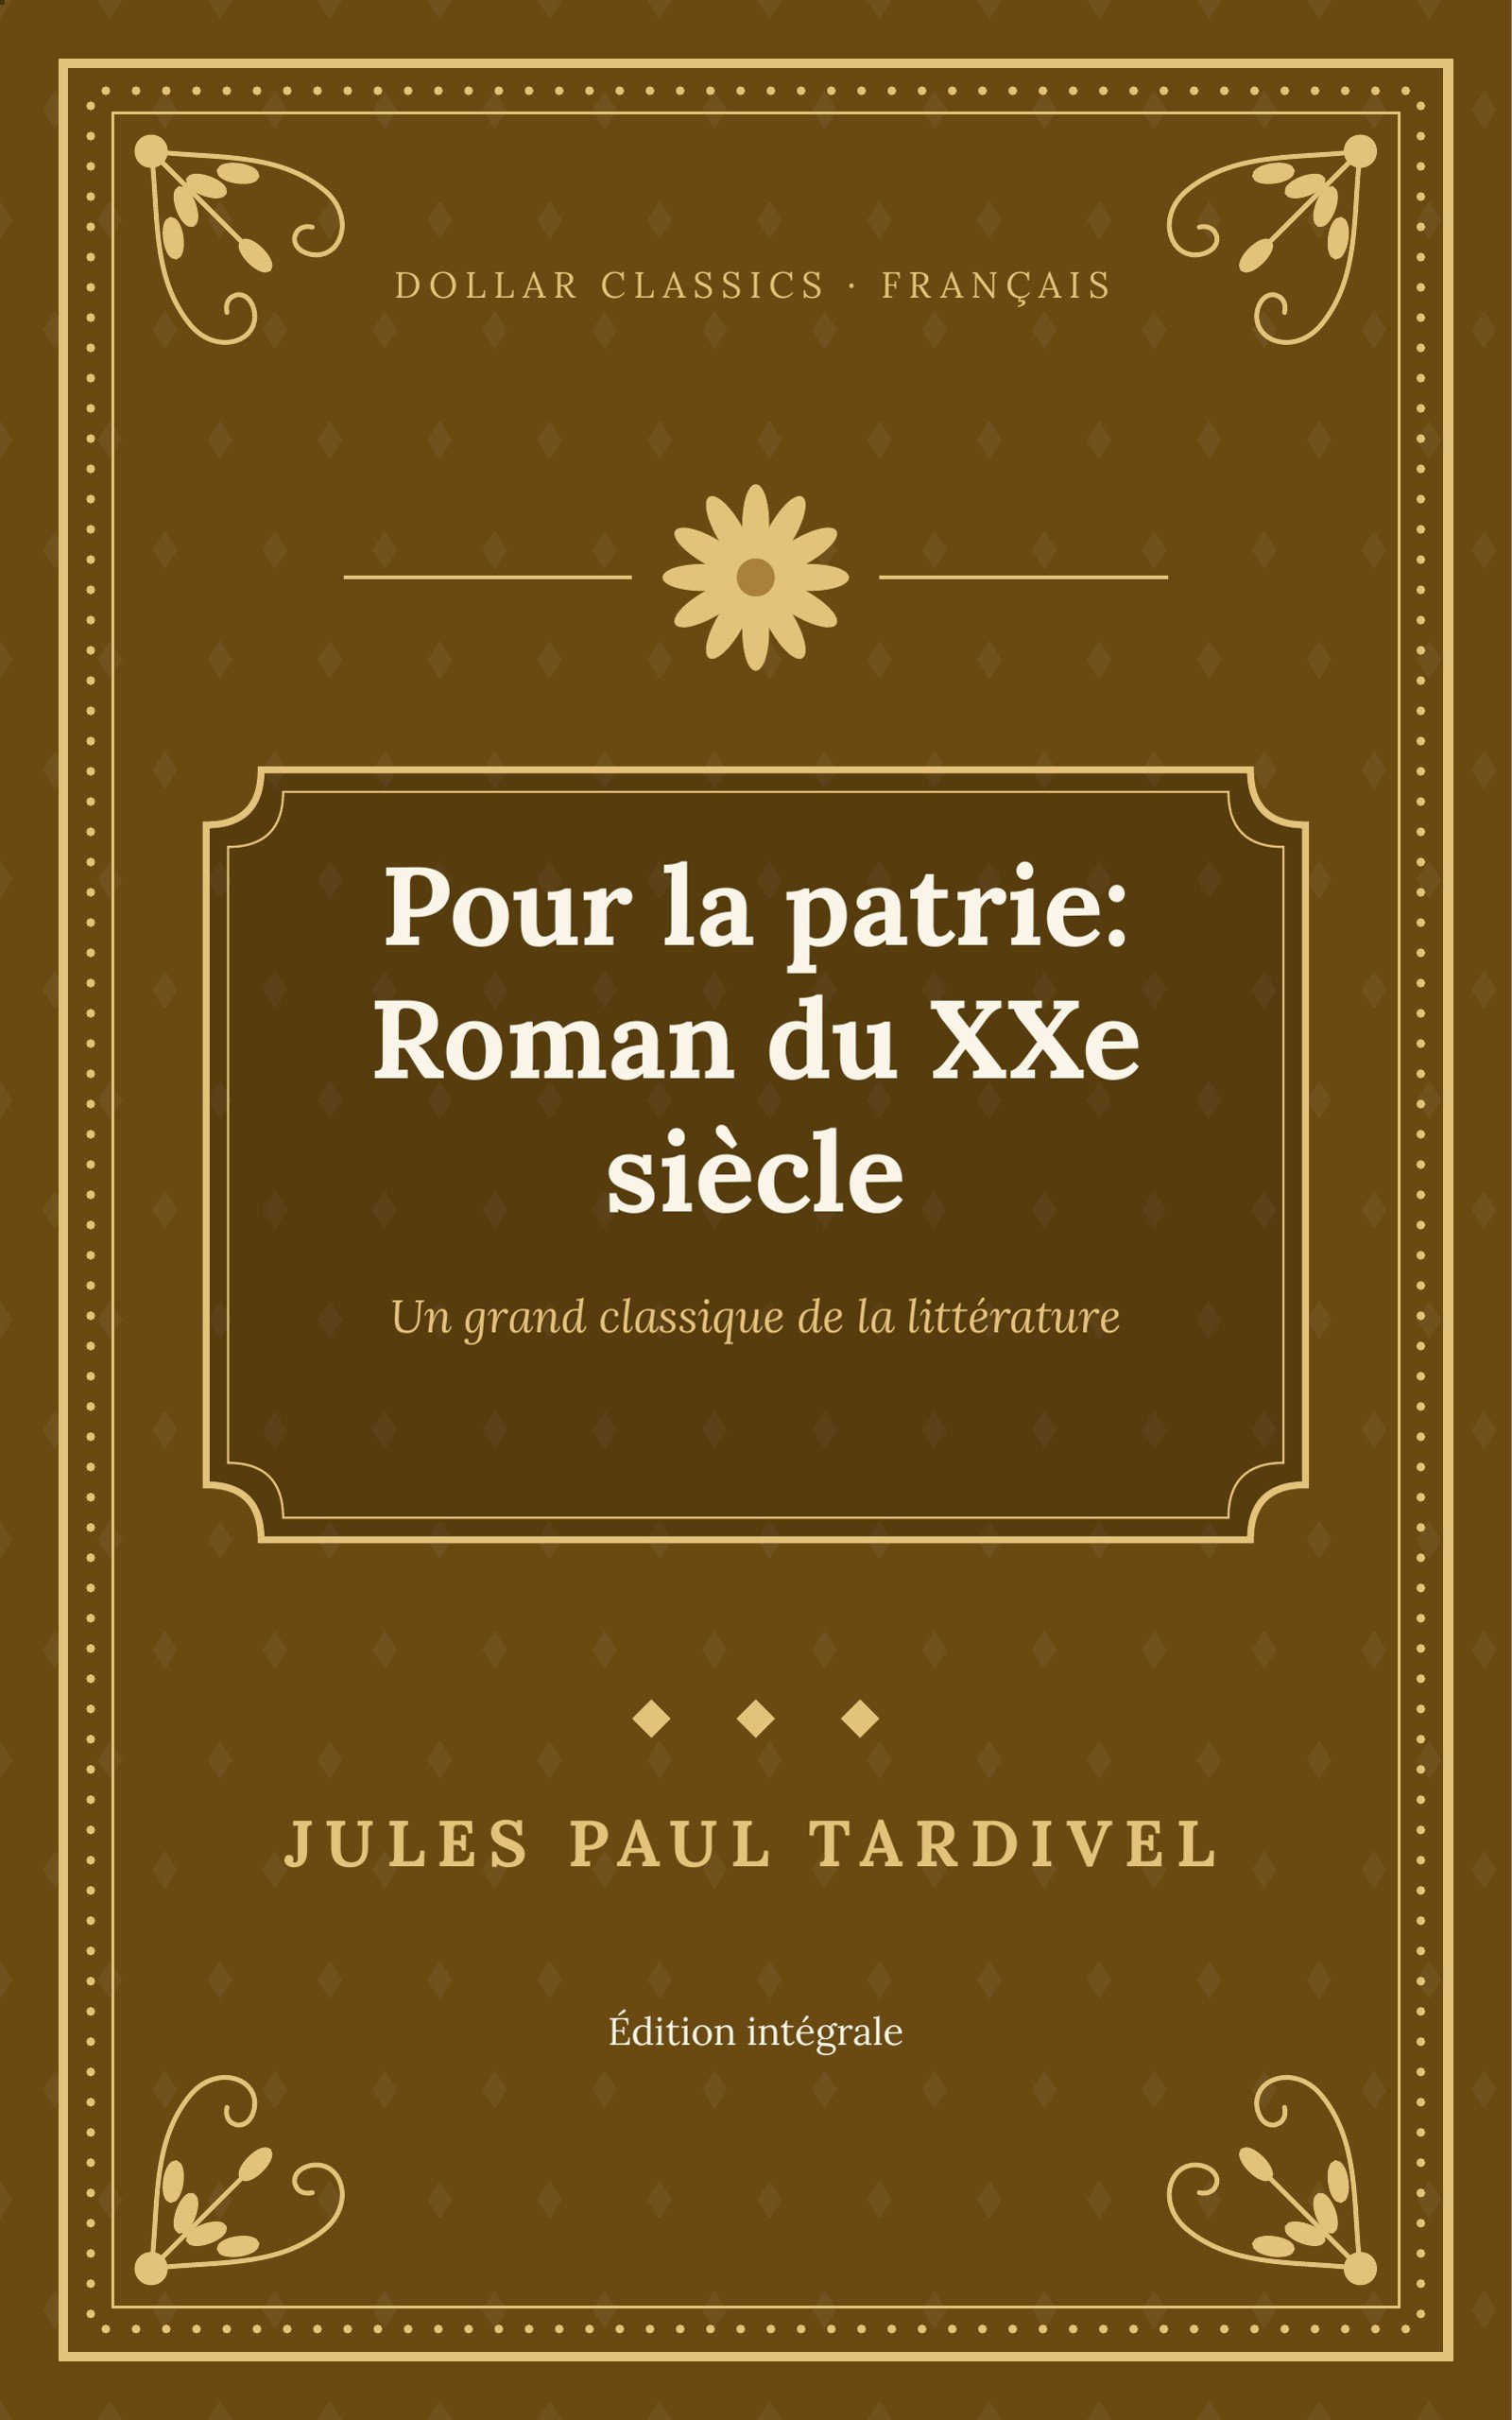 DOLLAR CLASSICS · FRANÇAIS
Pour la patrie:
Roman du XXe
siècle
Un grand classique de la littérature
JULES PAUL TARDIVEL
Édition intégrale